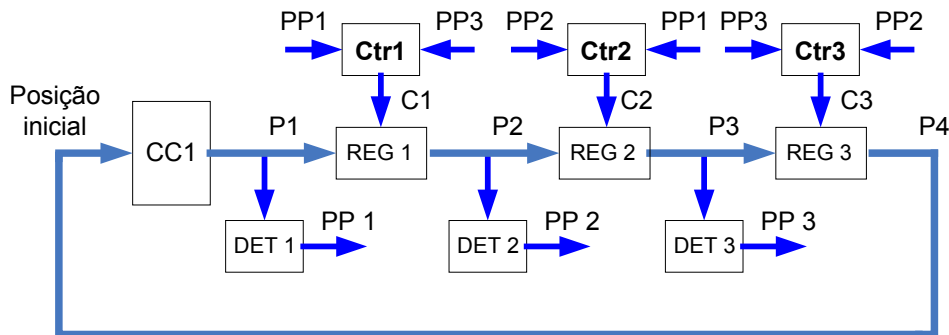 PP1 PP3 PP2 PP1 PP3 PP2
Ctr1 Ctr2 Ctr3
C1 C2 C3
Posição
inicial
P1 P2 P3 P4
CC1 REG 1 REG 2 REG 3
PP 1 PP 2 PP 3
DET 1 DET 2 DET 3